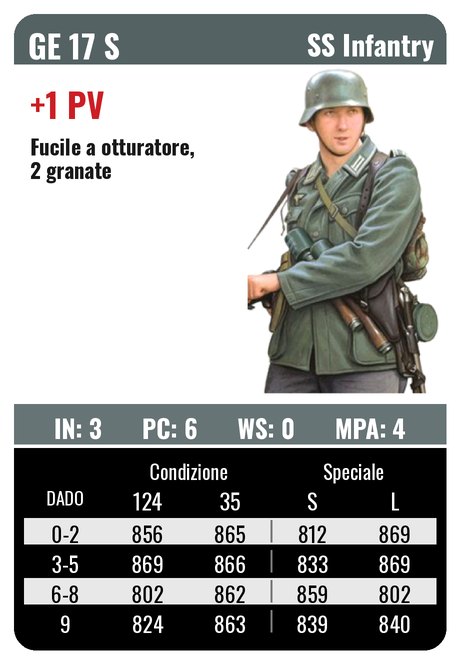 GE 17 S SS Infantry
+1 PV
Fucile a otturatore,
2 granate
IN: 3 PC: 6 WS: 0 MPA: 4
Condizione Speciale
DADO 124 35 S L
0-2 856 865 812 869
3-5 869 866 833 869
6-8 802 862 859 802
9 824 863 839 840